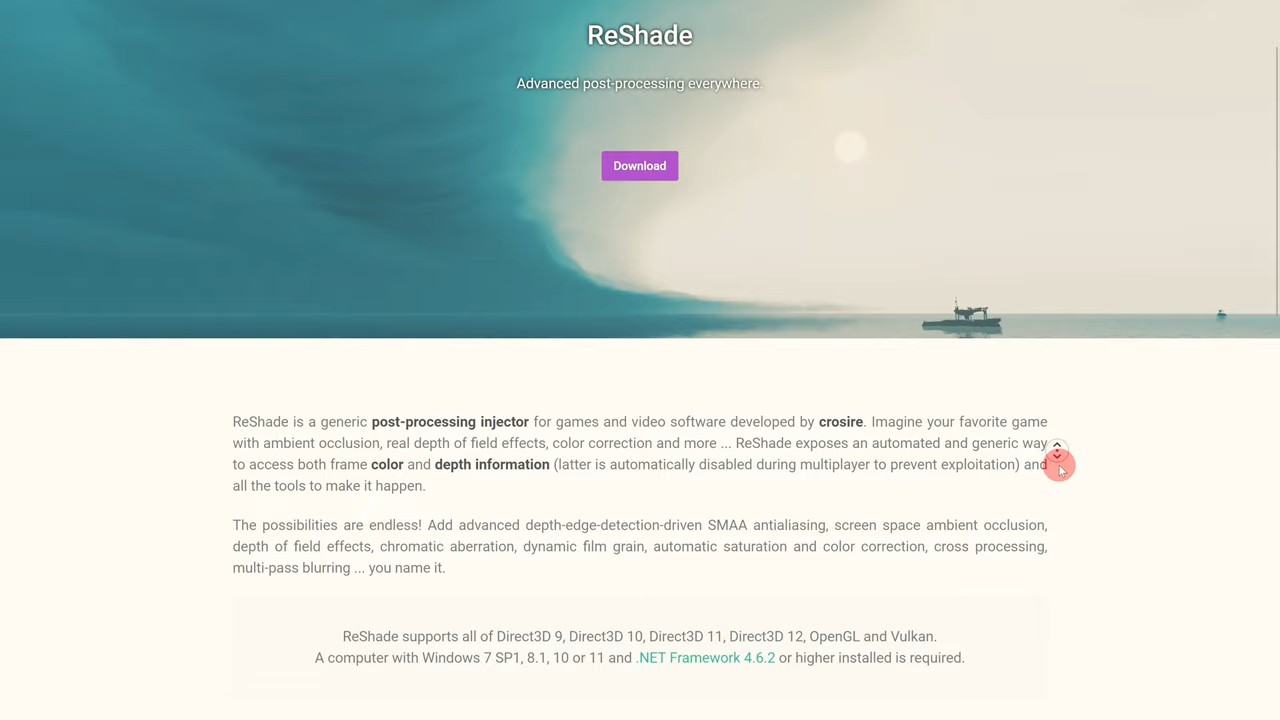 ReShade
Advanced post-processing everywhere.
Download
ReShade is a generic post-processing injector for games and video software developed by crosire. Imagine your favorite game
with ambient occlusion, real depth of field effects, color correction and more ... ReShade exposes an automated and generic way
to access both frame color and depth information (latter is automatically disabled during multiplayer to prevent exploitation) and
all the tools to make it happen.
The possibilities are endless! Add advanced depth-edge-detection-driven SMAA antialiasing, screen space ambient occlusion,
depth of field effects, chromatic aberration, dynamic film grain, automatic saturation and color correction, cross processing,
multi-pass blurring ... you name it.
ReShade supports all of Direct3D 9, Direct3D 10, Direct3D 11, Direct3D 12, OpenGL and Vulkan.
A computer with Windows 7 SP1, 8.1, 10 or 11 and .NET Framework 4.6.2 or higher installed is required.